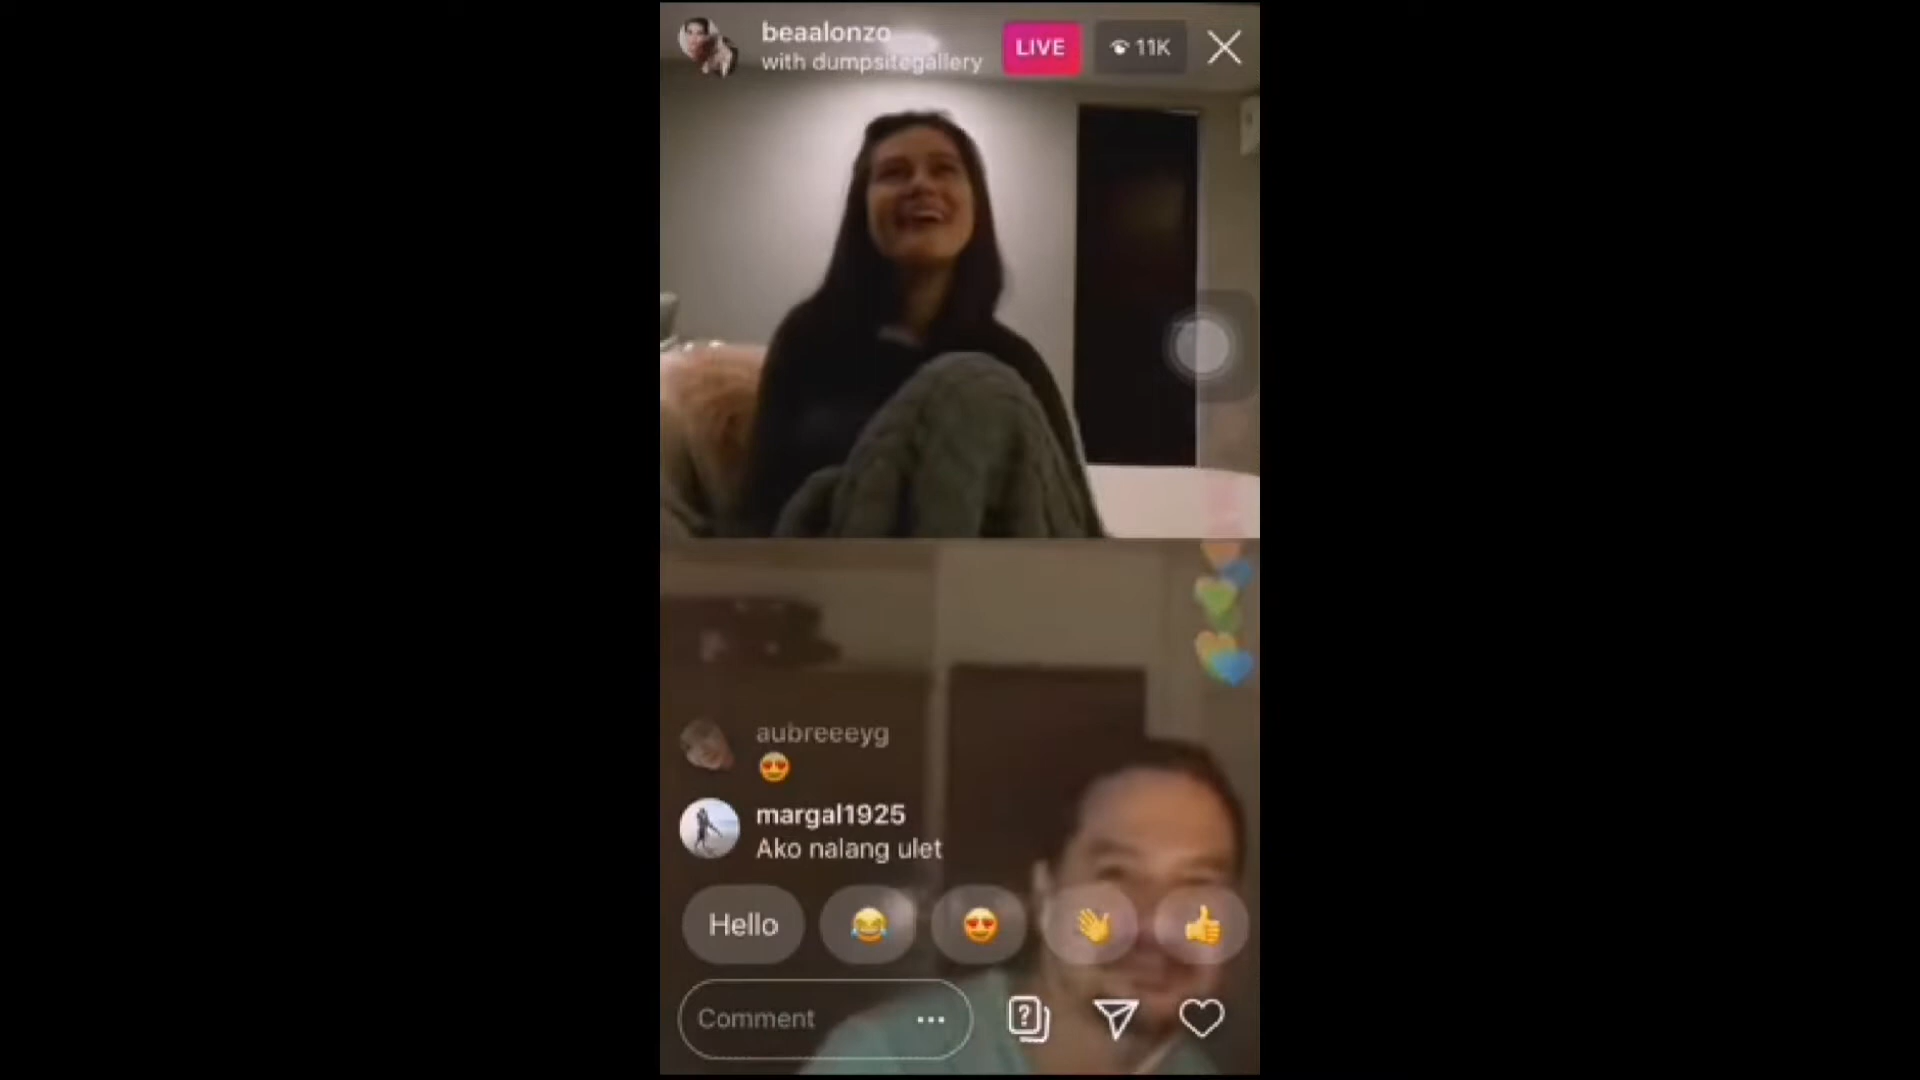 beaalonzo
with dumpsitegallery
LIVE
11K
aubreeeyg
margal1925
Ako nalang ulet
Hello
Comment